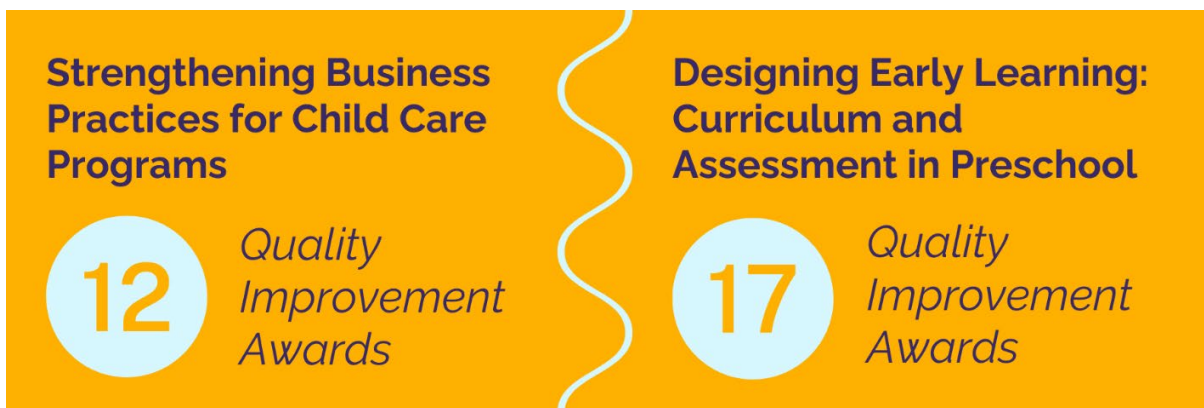 Strengthening Business
Practices for Child Care
Programs
12
Quality
Improvement
Awards
Designing Early Learning:
Curriculum and
Assessment in Preschool
17
Quality
Improvement
Awards